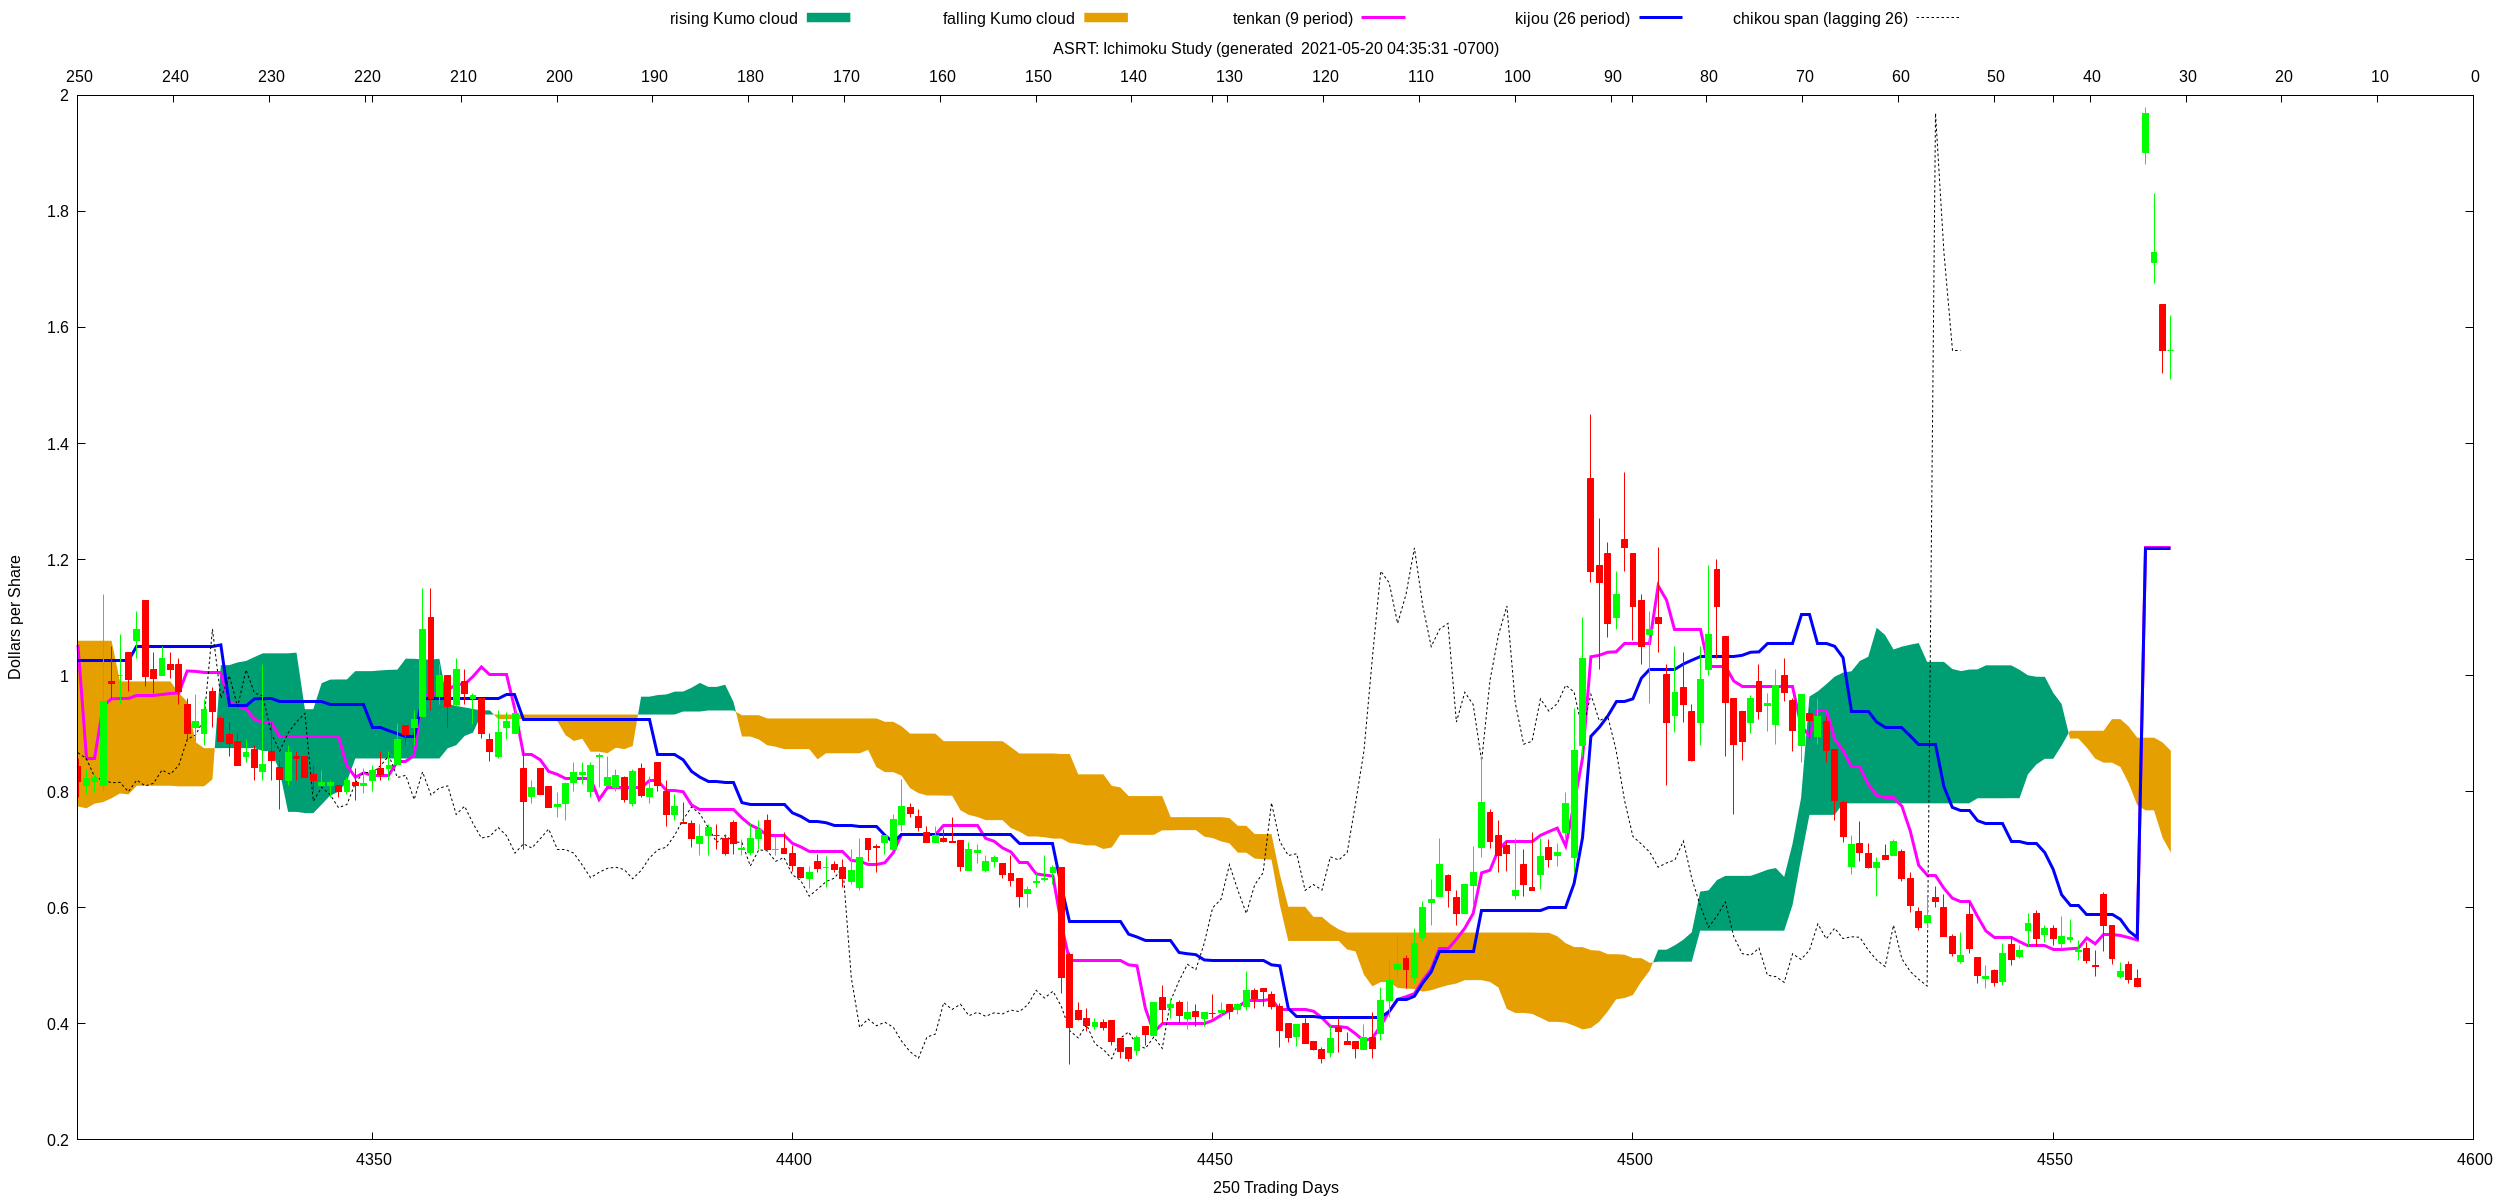 rising Kumo cloud falling Kumo cloud tenkan (9 period) kijou (26 period) chikou span (lagging 26)
ASRT: Ichimoku Study (generated  2021-05-20 04:35:31 -0700)
250 240 230 220 210 200 190 180 170 160 150 140 130 120 110 100 90 80 70 60 50 40 30 20 10 0
2
1.8
1.6
1.4
1.2
1
0.8
0.6
0.4
0.2
Dollars per Share
4350 4400 4450 4500 4550 4600
250 Trading Days